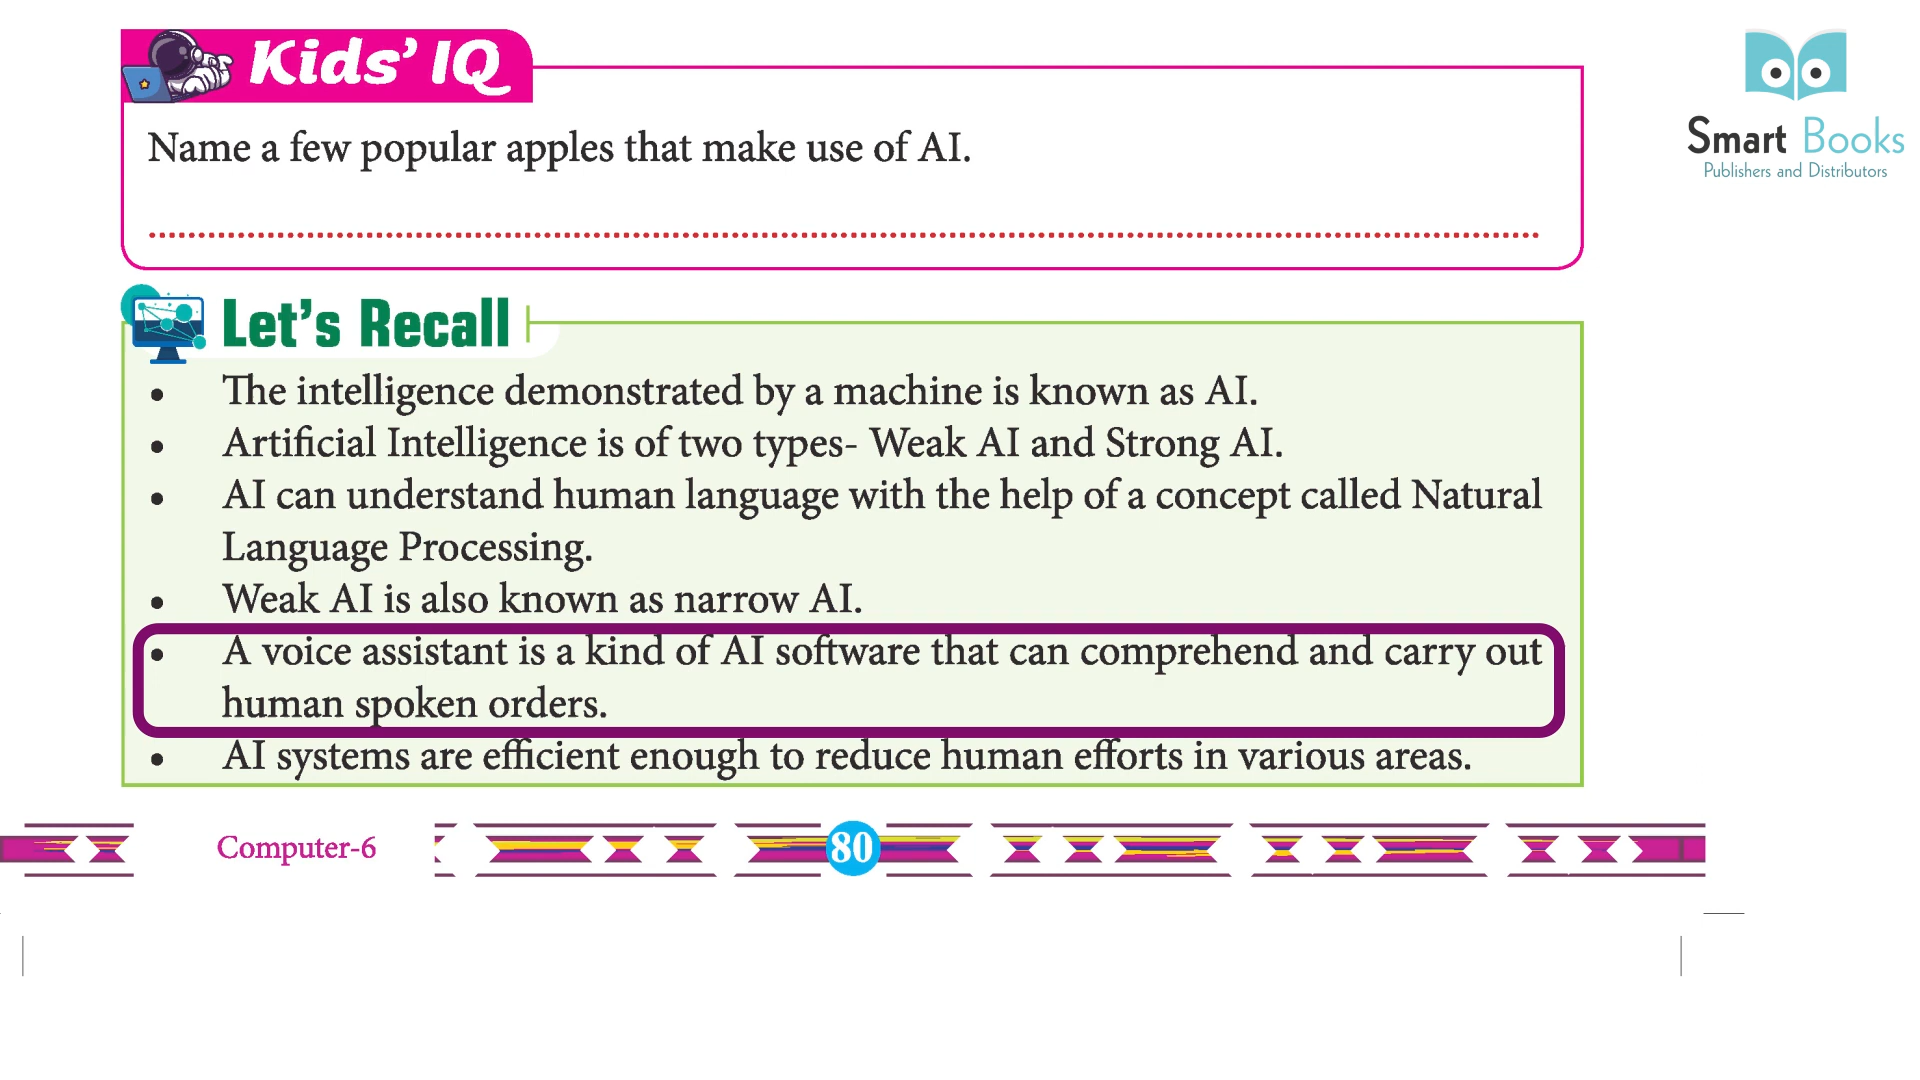 Kids' IQ
Smart Books
Publishers and Distributors
Name a few popular apples that make use of AI.
Let's Recall
• The intelligence demonstrated by a machine is known as AI.
• Artificial Intelligence is of two types- Weak AI and Strong AI.
• AI can understand human language with the help of a concept called Natural
Language Processing.
• Weak AI is also known as narrow AI.
• A voice assistant is a kind of AI software that can comprehend and carry out
human spoken orders.
• AI systems are efficient enough to reduce human efforts in various areas.
Computer-6
80